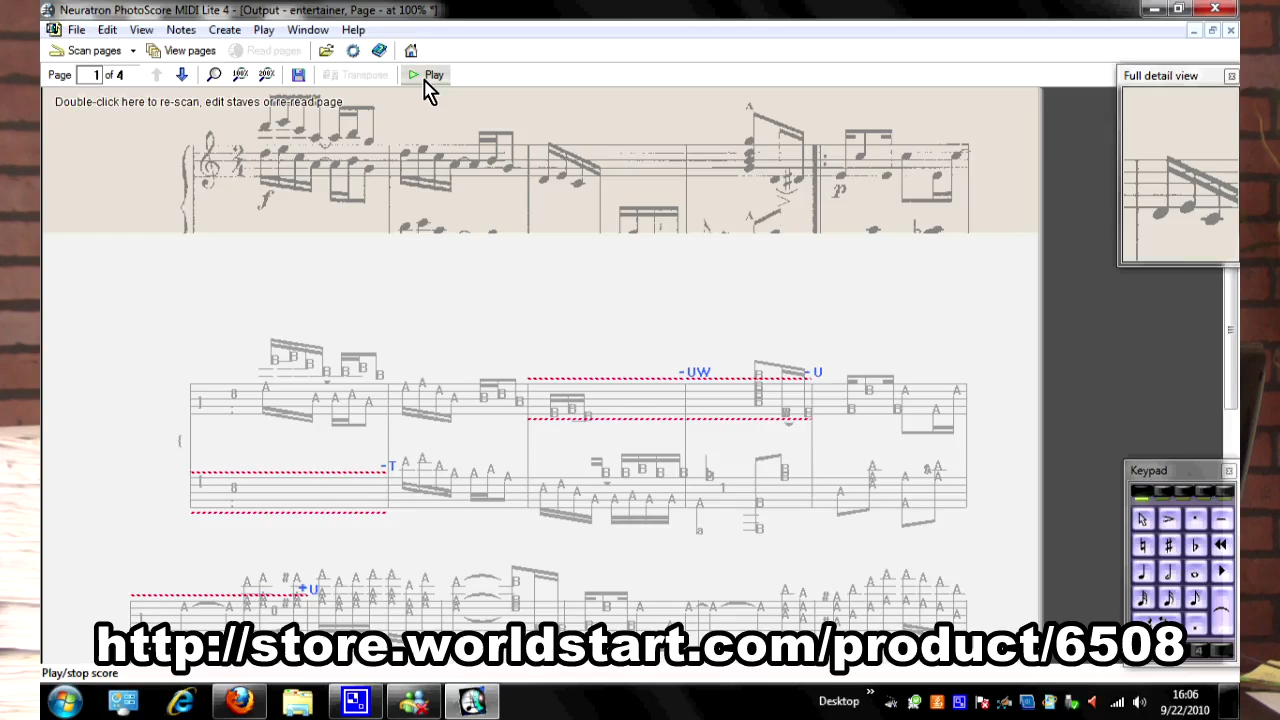 Neuratron PhotoScore MIDI Lite 4 - [Output - entertainer, Page - at 100% *]
File Edit View Notes Create Play Window Help
Scan pages View pages Read pages
Page 1 of 4 100% 200% Transpose Play
Full detail view
Double-click here to re-scan, edit staves or re-read page
f
p
-UW
-U
-T
+U
Keypad
http://store.worldstart.com/product/6508
Play/stop score
Desktop
16:06
9/22/2010